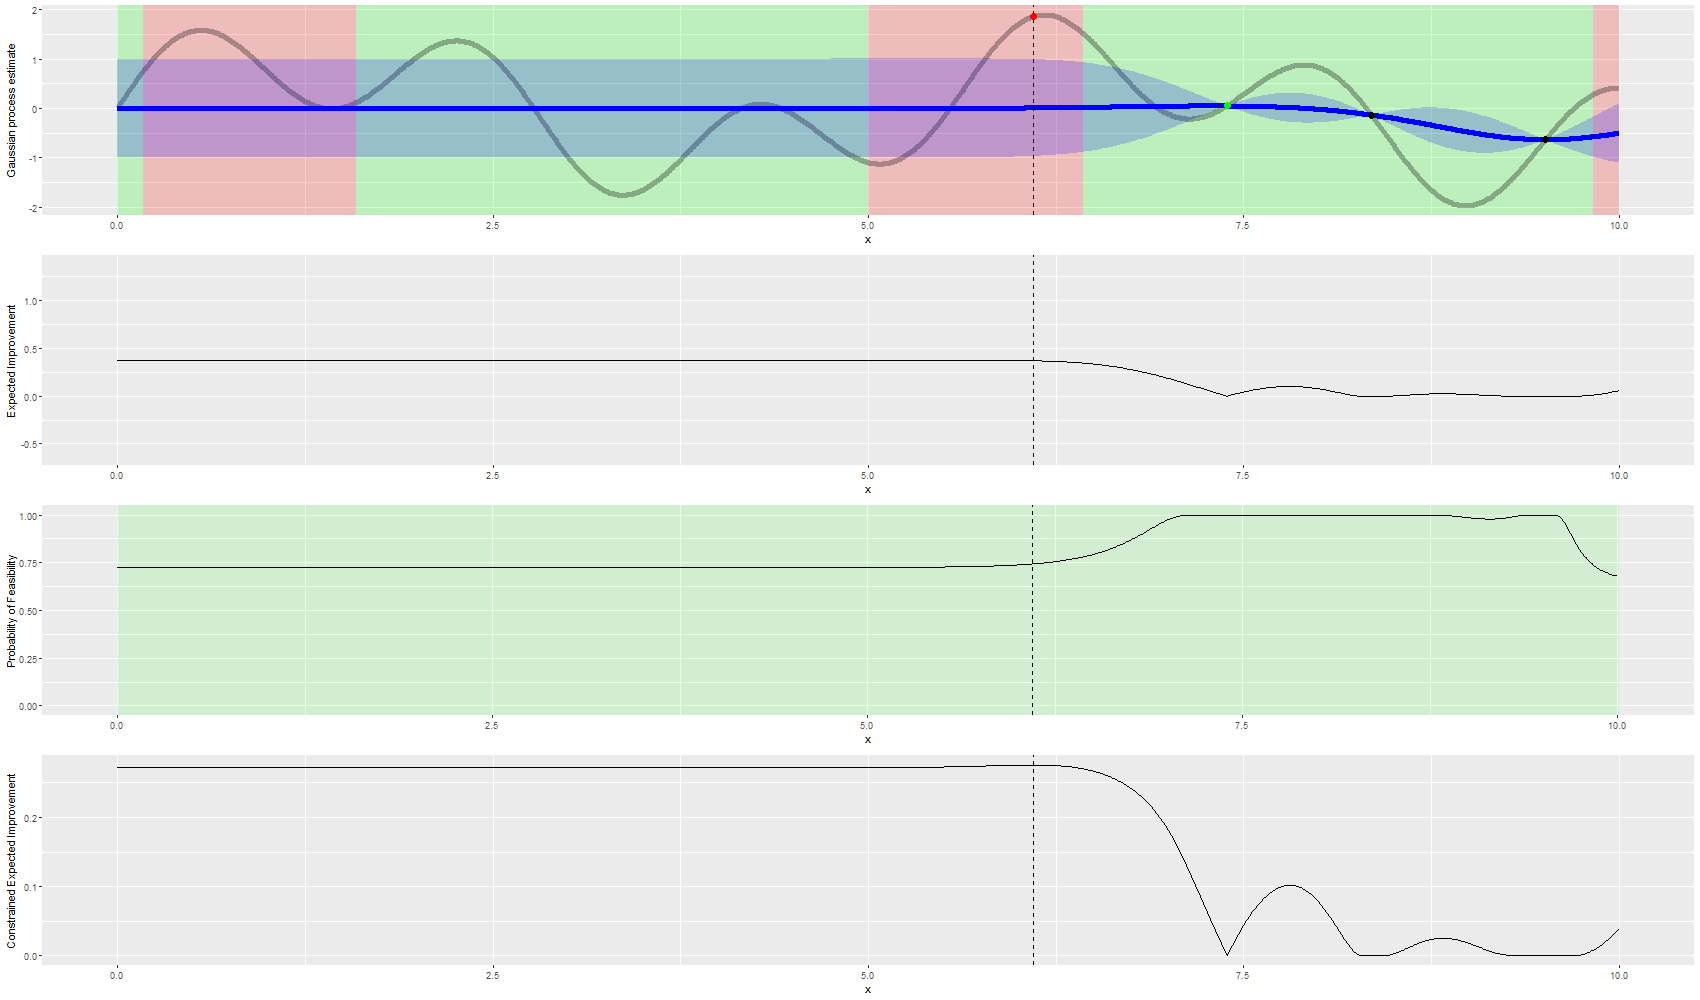 Gaussian process estimate
2
1
0
-1
-2
0.0 2.5 5.0 7.5 10.0
x
Expected Improvement
1.0
0.5
0.0
-0.5
0.0 2.5 5.0 7.5 10.0
x
Probability of Feasibility
1.00
0.75
0.50
0.25
0.00
0.0 2.5 5.0 7.5 10.0
x
Constrained Expected Improvement
0.2
0.1
0.0
0.0 2.5 5.0 7.5 10.0
x